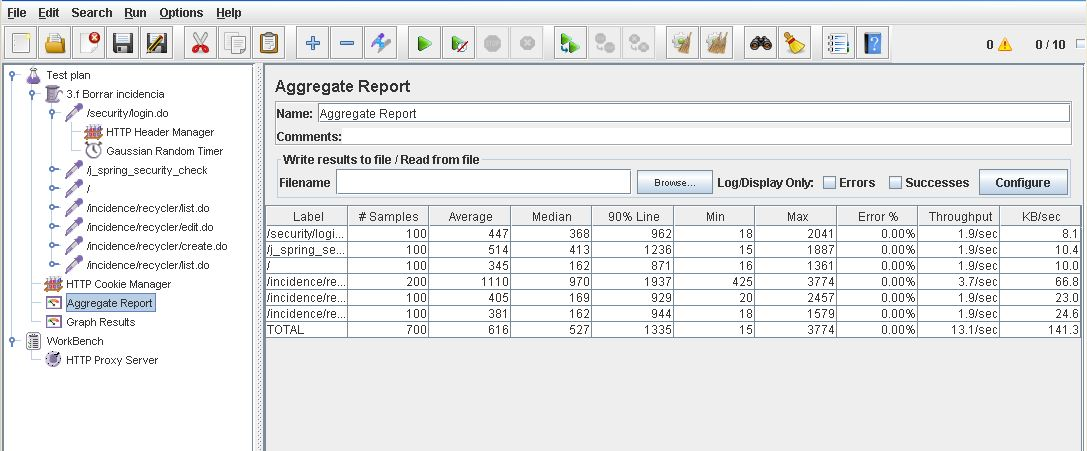 File Edit Search Run Options Help
0 0 / 10
Test plan
3.f Borrar incidencia
/security/login.do
HTTP Header Manager
Gaussian Random Timer
/j_spring_security_check
/
/incidence/recycler/list.do
/incidence/recycler/edit.do
/incidence/recycler/create.do
/incidence/recycler/list.do
HTTP Cookie Manager
Aggregate Report
Graph Results
WorkBench
HTTP Proxy Server
Aggregate Report
Name: Aggregate Report
Comments:
Write results to file / Read from file
Filename Browse... Log/Display Only: Errors Successes Configure
Label # Samples Average Median 90% Line Min Max Error % Throughput KB/sec
/security/logi... 100 447 368 962 18 2041 0.00% 1.9/sec 8.1
/j_spring_se... 100 514 413 1236 15 1887 0.00% 1.9/sec 10.4
/ 100 345 162 871 16 1361 0.00% 1.9/sec 10.0
/incidence/re... 200 1110 970 1937 425 3774 0.00% 3.7/sec 66.8
/incidence/re... 100 405 169 929 20 2457 0.00% 1.9/sec 23.0
/incidence/re... 100 381 162 944 18 1579 0.00% 1.9/sec 24.6
TOTAL 700 616 527 1335 15 3774 0.00% 13.1/sec 141.3